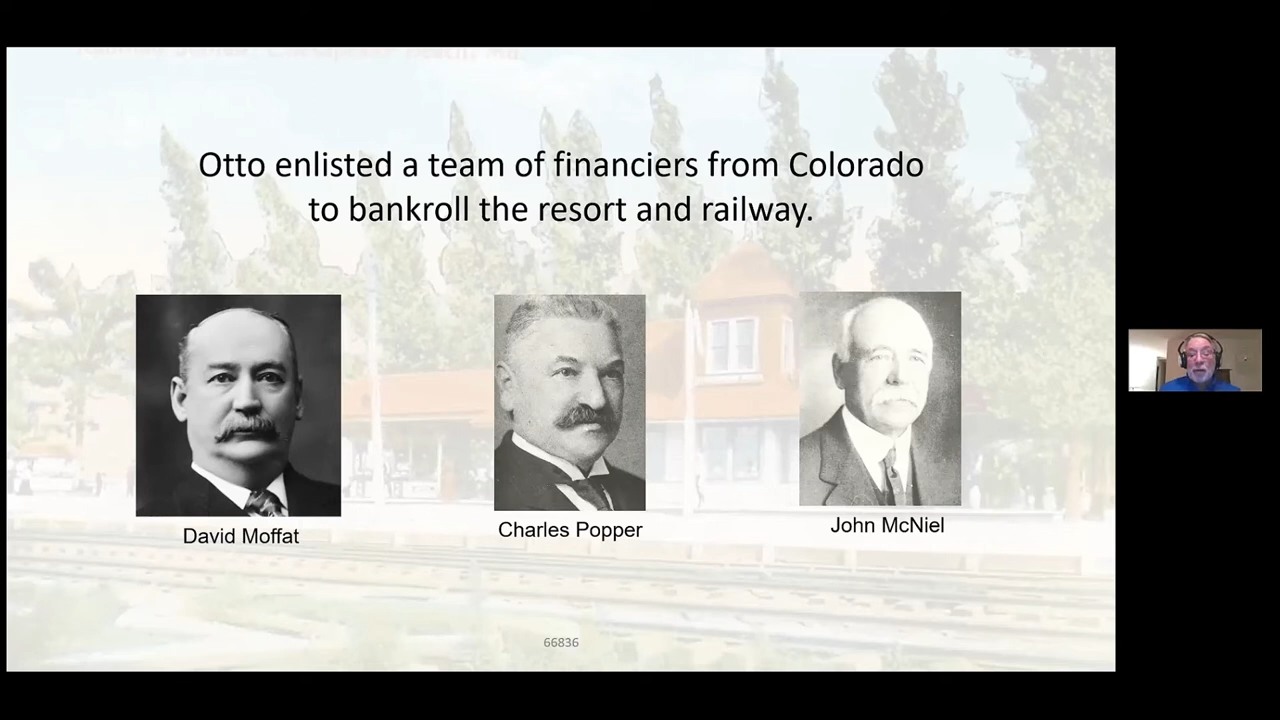 Otto enlisted a team of financiers from Colorado
to bankroll the resort and railway.
David Moffat
Charles Popper
John McNiel
66836